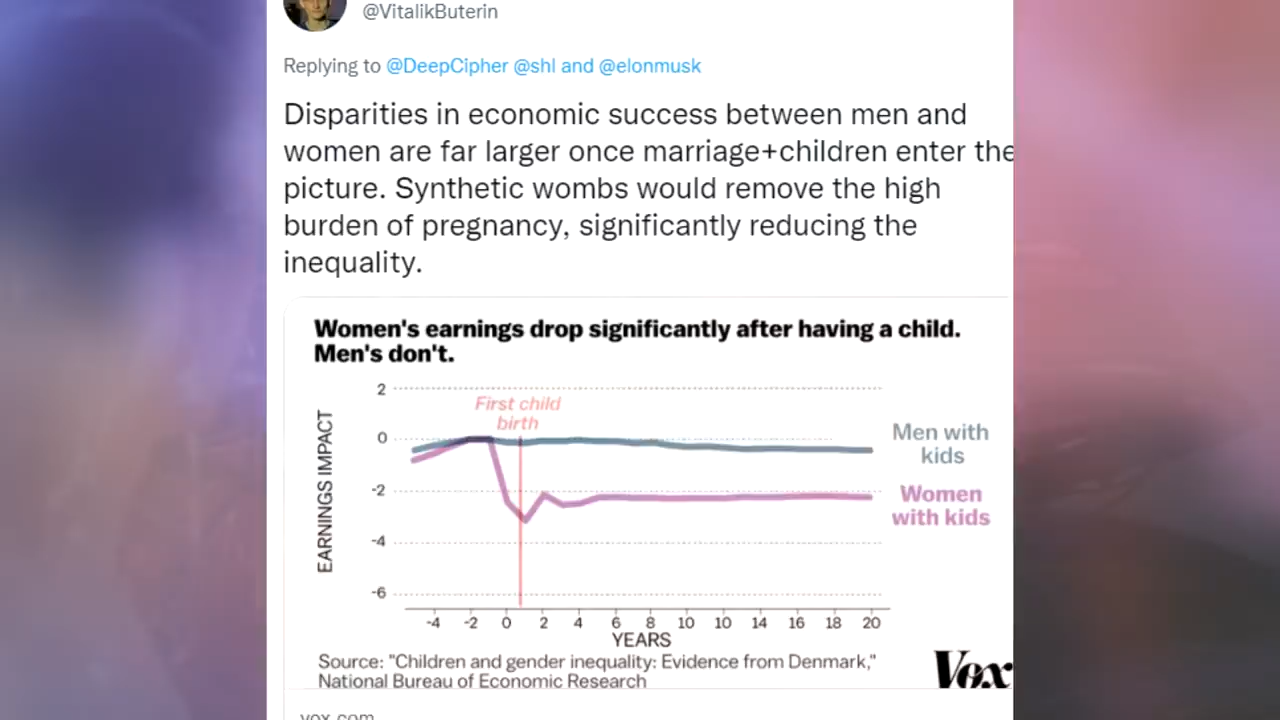 @VitalikButerin
Replying to @DeepCipher @shl and @elonmusk
Disparities in economic success between men and
women are far larger once marriage+children enter the
picture. Synthetic wombs would remove the high
burden of pregnancy, significantly reducing the
inequality.
Women's earnings drop significantly after having a child.
Men's don't.
2
First child
birth
0
Men with
kids
EARNINGS IMPACT
-2
Women
with kids
-4
-6
-4 -2 0 2 4 6 8 10 10 14 16 18 20
YEARS
Source: "Children and gender inequality: Evidence from Denmark,"
National Bureau of Economic Research
Vox
vox.com